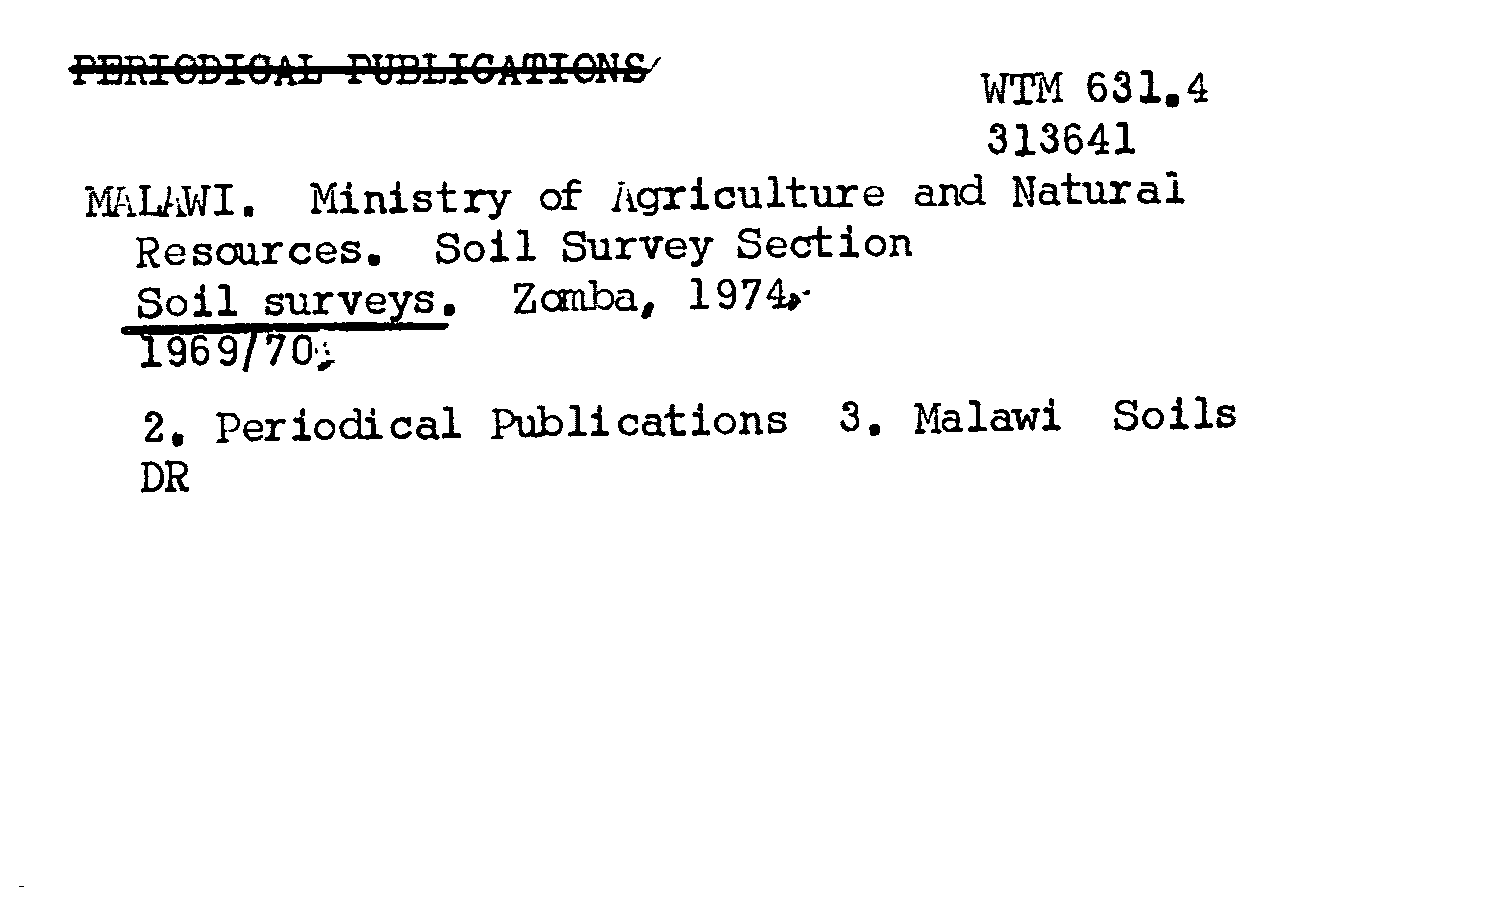 PERIODICAL PUBLICATIONS
WTM 631.4
313641
MALAWI. Ministry of Agriculture and Natural
Resources. Soil Survey Section
Soil surveys. Zomba, 1974,
1969/70;
2. Periodical Publications 3. Malawi Soils
DR